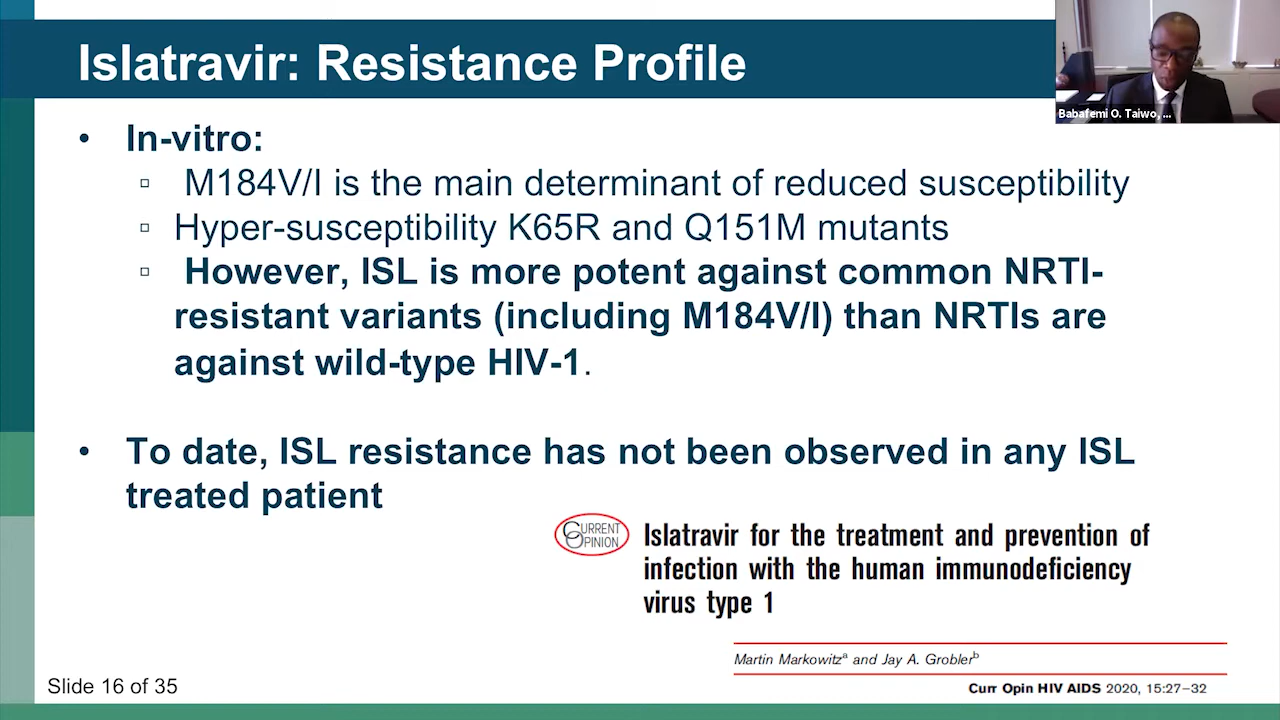 Islatravir: Resistance Profile
Babafemi O. Taiwo, ...
• In-vitro:
▫ M184V/I is the main determinant of reduced susceptibility
▫ Hyper-susceptibility K65R and Q151M mutants
▫ However, ISL is more potent against common NRTI-
resistant variants (including M184V/I) than NRTIs are
against wild-type HIV-1.
• To date, ISL resistance has not been observed in any ISL
treated patient
CURRENT
OPINION
Islatravir for the treatment and prevention of
infection with the human immunodeficiency
virus type 1
Martin Markowitzᵃ and Jay A. Groblerᵇ
Curr Opin HIV AIDS 2020, 15:27–32
Slide 16 of 35